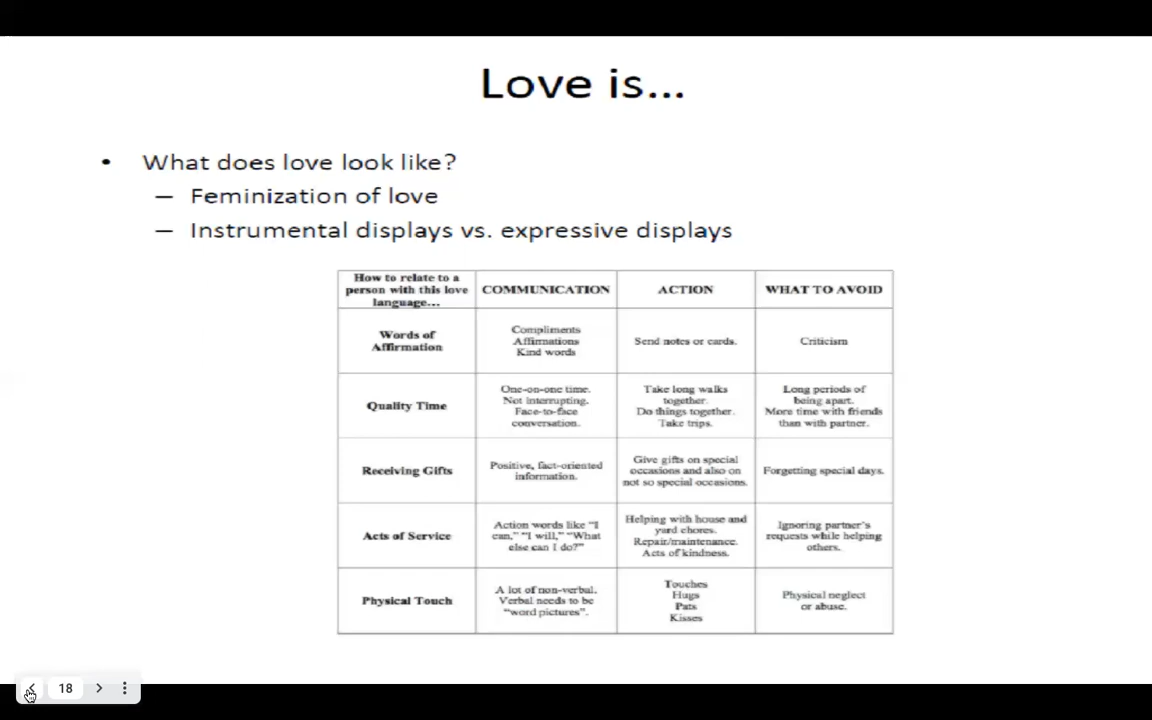 Love is...
• What does love look like?
– Feminization of love
– Instrumental displays vs. expressive displays
How to relate to a
person with this love
language...
COMMUNICATION
ACTION
WHAT TO AVOID
Words of
Affirmation
Compliments
Affirmations
Kind words
Send notes or cards.
Criticism
Quality Time
One-on-one time.
Not interrupting.
Face-to-face
conversation.
Take long walks
together.
Do things together.
Take trips.
Long periods of
being apart.
More time with friends
than with partner.
Receiving Gifts
Positive, fact-oriented
information.
Give gifts on special
occasions and also on
not so special occasions.
Forgetting special days.
Acts of Service
Action words like "I
can," "I will," "What
else can I do?"
Helping with house and
yard chores.
Repair/maintenance.
Acts of kindness.
Ignoring partner's
requests while helping
others.
Physical Touch
A lot of non-verbal.
Verbal needs to be
"word pictures".
Touches
Hugs
Pats
Kisses
Physical neglect
or abuse.
18